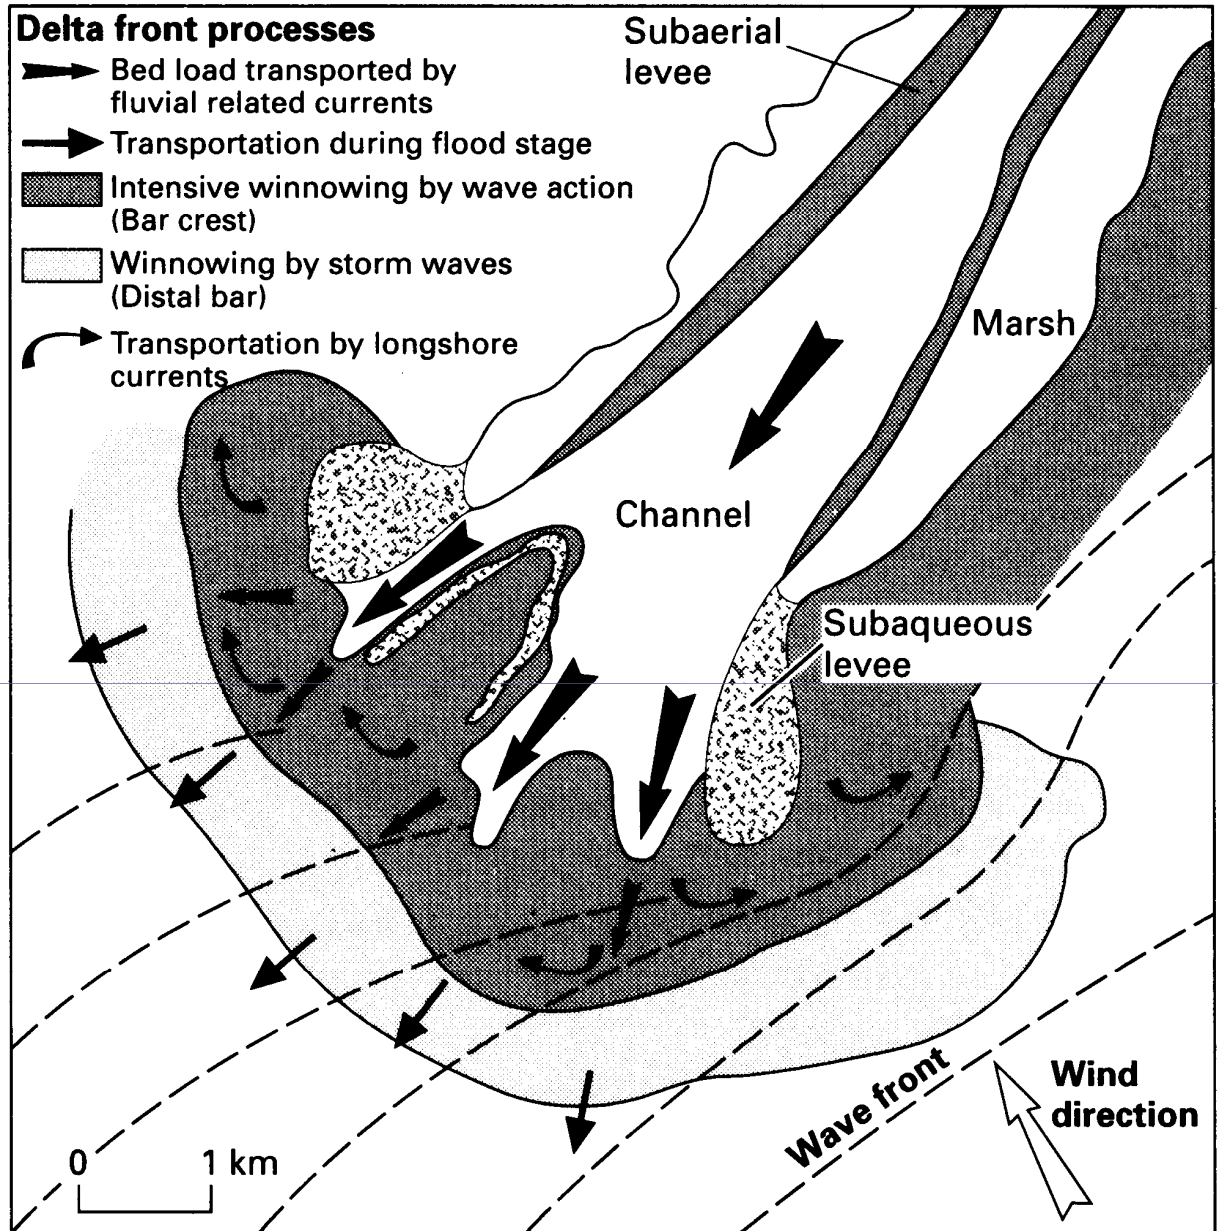 Delta front processes
Bed load transported by
fluvial related currents
Transportation during flood stage
Intensive winnowing by wave action
(Bar crest)
Winnowing by storm waves
(Distal bar)
Transportation by longshore
currents
Subaerial
levee
Marsh
Channel
Subaqueous
levee
Wave front
Wind
direction
0 1 km